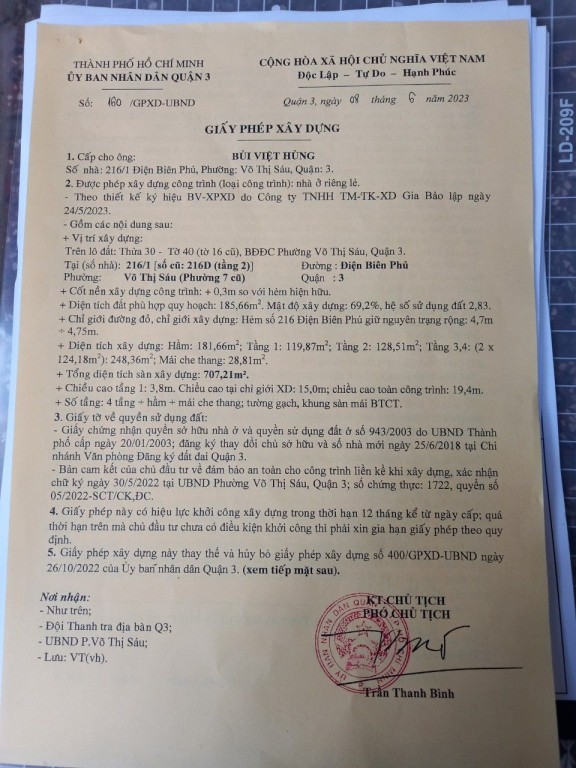 THÀNH PHỐ HỒ CHÍ MINH
ỦY BAN NHÂN DÂN QUẬN 3
CỘNG HÒA XÃ HỘI CHỦ NGHĨA VIỆT NAM
Độc Lập – Tự Do – Hạnh Phúc
Số: 160 /GPXD-UBND
Quận 3, ngày 08 tháng 6 năm 2023
GIẤY PHÉP XÂY DỰNG
1. Cấp cho ông: BÙI VIỆT HÙNG
Số nhà: 216/1 Điện Biên Phủ, Phường: Võ Thị Sáu, Quận: 3.
2. Được phép xây dựng công trình (loại công trình): nhà ở riêng lẻ.
- Theo thiết kế ký hiệu BV-XPXD do Công ty TNHH TM-TK-XD Gia Bảo lập ngày
24/5/2023.
- Gồm các nội dung sau:
+ Vị trí xây dựng:
Trên lô đất: Thửa 30 - Tờ 40 (tờ 16 cũ), BĐĐC Phường Võ Thị Sáu, Quận 3.
Tại (số nhà): 216/1 [số cũ: 216D (tầng 2)] Đường : Điện Biên Phủ
Phường: Võ Thị Sáu (Phường 7 cũ) Quận : 3
+ Cốt nền xây dựng công trình: + 0,3m so với hẻm hiện hữu.
+ Diện tích đất phù hợp quy hoạch: 185,66m². Mật độ xây dựng: 69,2%, hệ số sử dụng đất 2,83.
+ Chỉ giới đường đỏ, chỉ giới xây dựng: Hẻm số 216 Điện Biên Phủ giữ nguyên trạng rộng: 4,7m
÷ 4,75m.
+ Diện tích xây dựng: Hầm: 181,66m²; Tầng 1: 119,87m²; Tầng 2: 128,51m²; Tầng 3,4: (2 x
124,18m²): 248,36m²; Mái che thang: 28,81m².
+ Tổng diện tích sàn xây dựng: 707,21m².
+ Chiều cao tầng 1: 3,8m. Chiều cao tại chỉ giới XD: 15,0m; chiều cao toàn công trình: 19,4m.
+ Số tầng: 4 tầng + hầm + mái che thang; tường gạch, khung sàn mái BTCT.
3. Giấy tờ về quyền sử dụng đất:
- Giấy chứng nhận quyền sở hữu nhà ở và quyền sử dụng đất ở số 943/2003 do UBND Thành
phố cấp ngày 20/01/2003; đăng ký thay đổi chủ sở hữu và số nhà mới ngày 25/6/2018 tại Chi
nhánh Văn phòng Đăng ký đất đai Quận 3.
- Bản cam kết của chủ đầu tư về đảm bảo an toàn cho công trình liền kề khi xây dựng, xác nhận
chữ ký ngày 30/5/2022 tại UBND Phường Võ Thị Sáu, Quận 3; số chứng thực: 1722, quyển số
05/2022-SCT/CK,ĐC.
4. Giấy phép này có hiệu lực khởi công xây dựng trong thời hạn 12 tháng kể từ ngày cấp; quá
thời hạn trên mà chủ đầu tư chưa có điều kiện khởi công thì phải xin gia hạn giấy phép theo quy
định.
5. Giấy phép xây dựng này thay thế và hủy bỏ giấy phép xây dựng số 400/GPXD-UBND ngày
26/10/2022 của Ủy ban nhân dân Quận 3. (xem tiếp mặt sau).
Nơi nhận:
- Như trên;
- Đội Thanh tra địa bàn Q3;
- UBND P.Võ Thị Sáu;
- Lưu: VT(vh).
KT.CHỦ TỊCH
PHÓ CHỦ TỊCH
Trần Thanh Bình
LD-209F